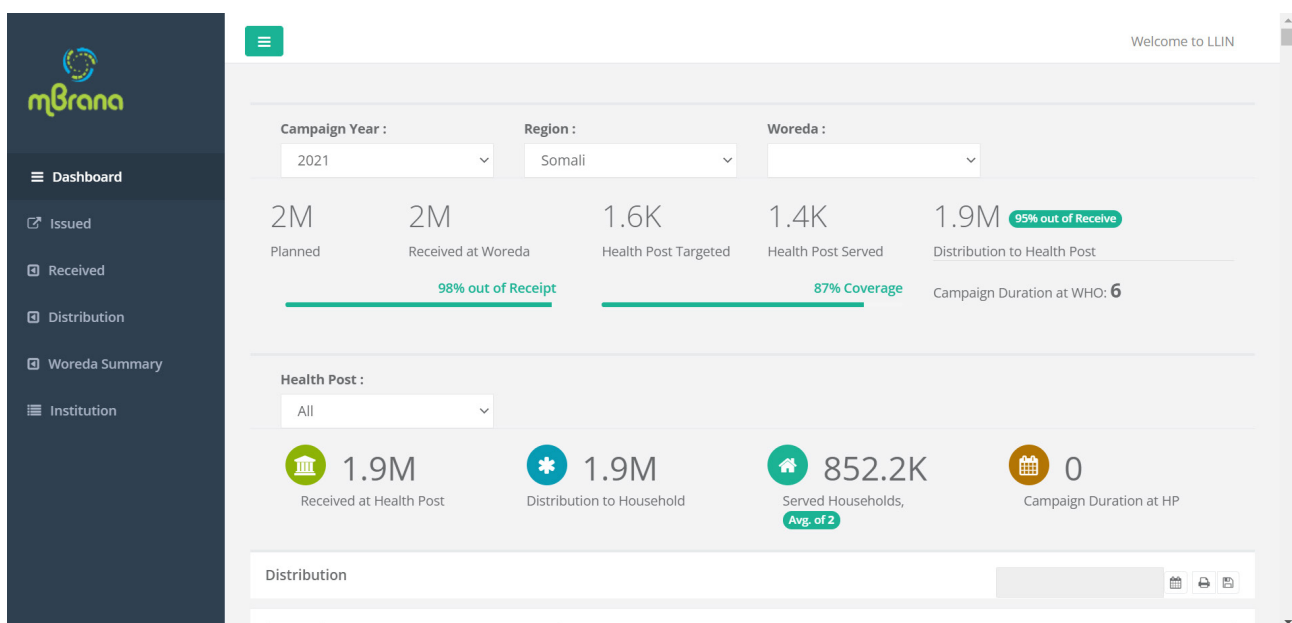 mBrana
Dashboard
Issued
Received
Distribution
Woreda Summary
Institution
Welcome to LLIN
Campaign Year : Region : Woreda :
2021 Somali
2M 2M 1.6K 1.4K 1.9M 95% out of Receive
Planned Received at Woreda Health Post Targeted Health Post Served Distribution to Health Post
98% out of Receipt 87% Coverage Campaign Duration at WHO: 6
Health Post :
All
1.9M 1.9M 852.2K 0
Received at Health Post Distribution to Household Served Households, Campaign Duration at HP
Avg. of 2
Distribution